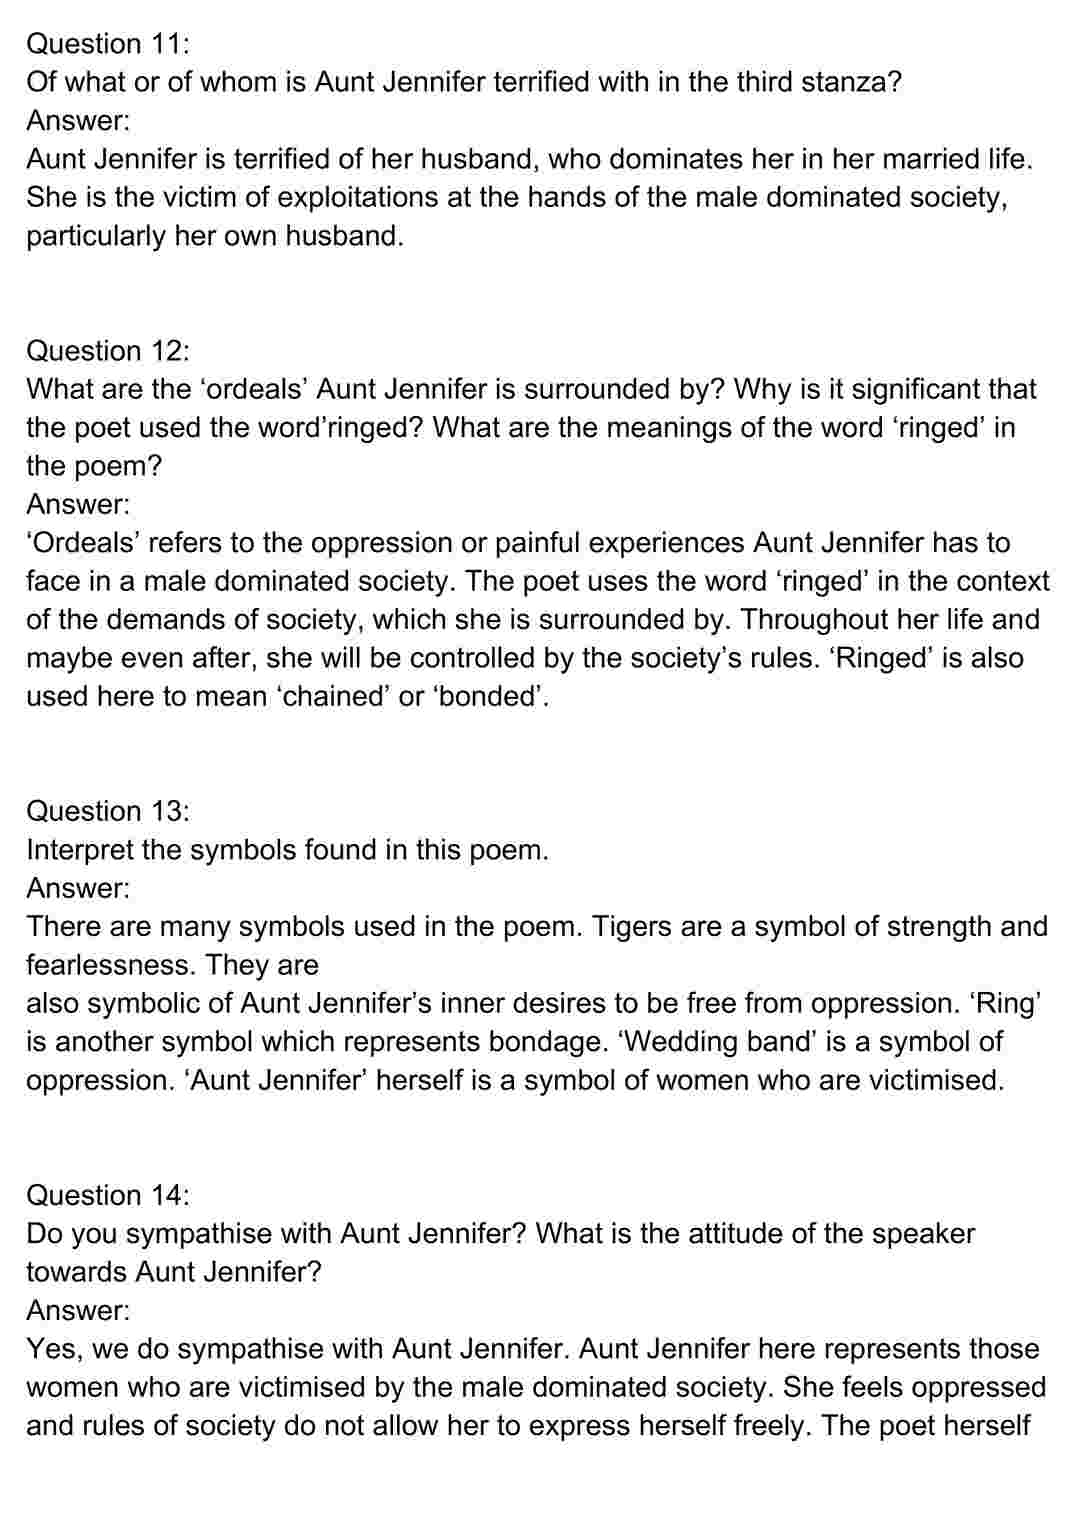 Question 11:
Of what or of whom is Aunt Jennifer terrified with in the third stanza?
Answer:
Aunt Jennifer is terrified of her husband, who dominates her in her married life.
She is the victim of exploitations at the hands of the male dominated society,
particularly her own husband.
Question 12:
What are the ‘ordeals’ Aunt Jennifer is surrounded by? Why is it significant that
the poet used the word’ringed? What are the meanings of the word ‘ringed’ in
the poem?
Answer:
‘Ordeals’ refers to the oppression or painful experiences Aunt Jennifer has to
face in a male dominated society. The poet uses the word ‘ringed’ in the context
of the demands of society, which she is surrounded by. Throughout her life and
maybe even after, she will be controlled by the society’s rules. ‘Ringed’ is also
used here to mean ‘chained’ or ‘bonded’.
Question 13:
Interpret the symbols found in this poem.
Answer:
There are many symbols used in the poem. Tigers are a symbol of strength and
fearlessness. They are
also symbolic of Aunt Jennifer’s inner desires to be free from oppression. ‘Ring’
is another symbol which represents bondage. ‘Wedding band’ is a symbol of
oppression. ‘Aunt Jennifer’ herself is a symbol of women who are victimised.
Question 14:
Do you sympathise with Aunt Jennifer? What is the attitude of the speaker
towards Aunt Jennifer?
Answer:
Yes, we do sympathise with Aunt Jennifer. Aunt Jennifer here represents those
women who are victimised by the male dominated society. She feels oppressed
and rules of society do not allow her to express herself freely. The poet herself